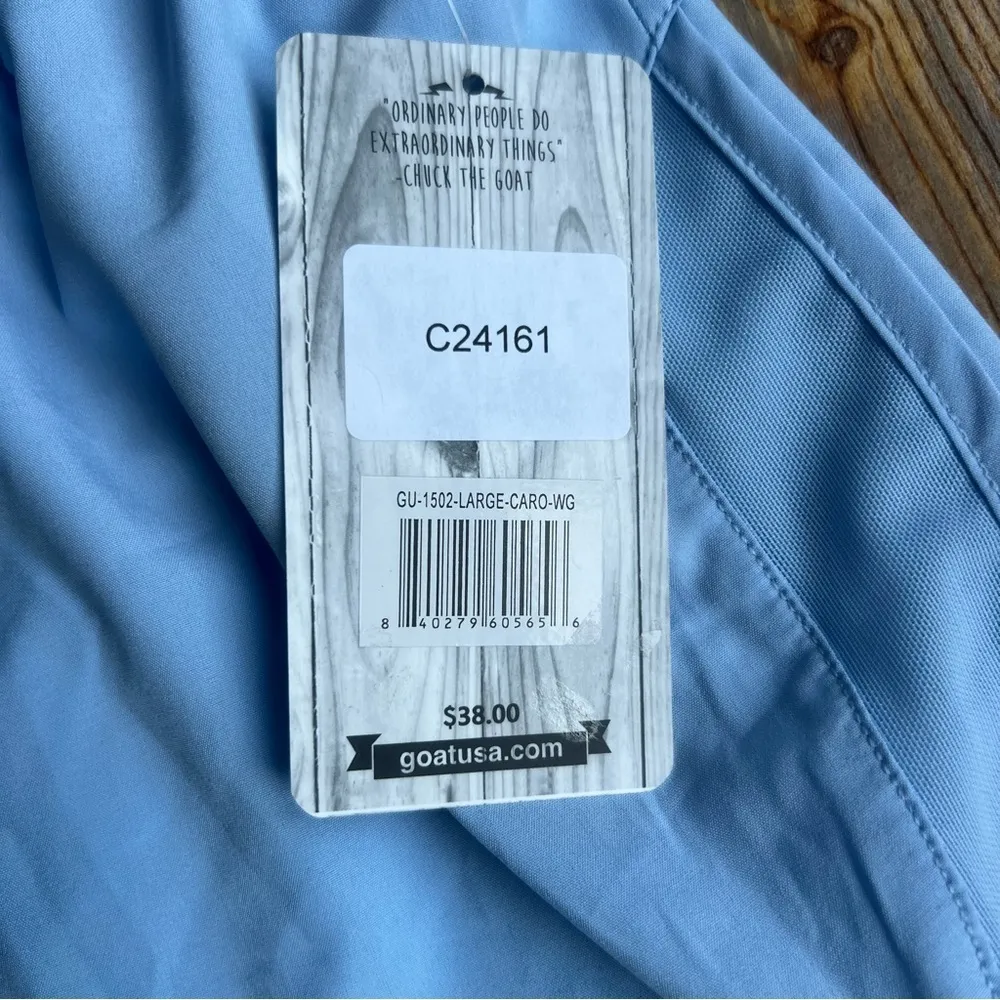 "ORDINARY PEOPLE DO
EXTRAORDINARY THINGS"
-CHUCK THE GOAT
C24161
GU-1502-LARGE-CARO-WG
8 40279 60565 6
$38.00
goatusa.com